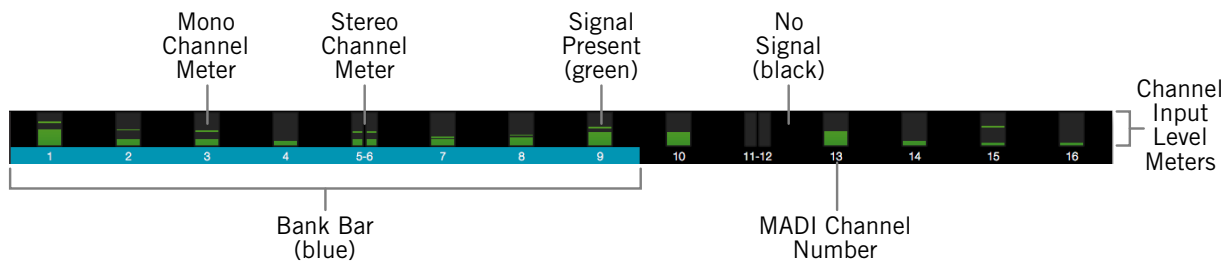 Mono
Channel
Meter
Stereo
Channel
Meter
Signal
Present
(green)
No
Signal
(black)
Channel
Input
Level
Meters
1 2 3 4 5-6 7 8 9 10 11-12 13 14 15 16
Bank Bar
(blue)
MADI Channel
Number